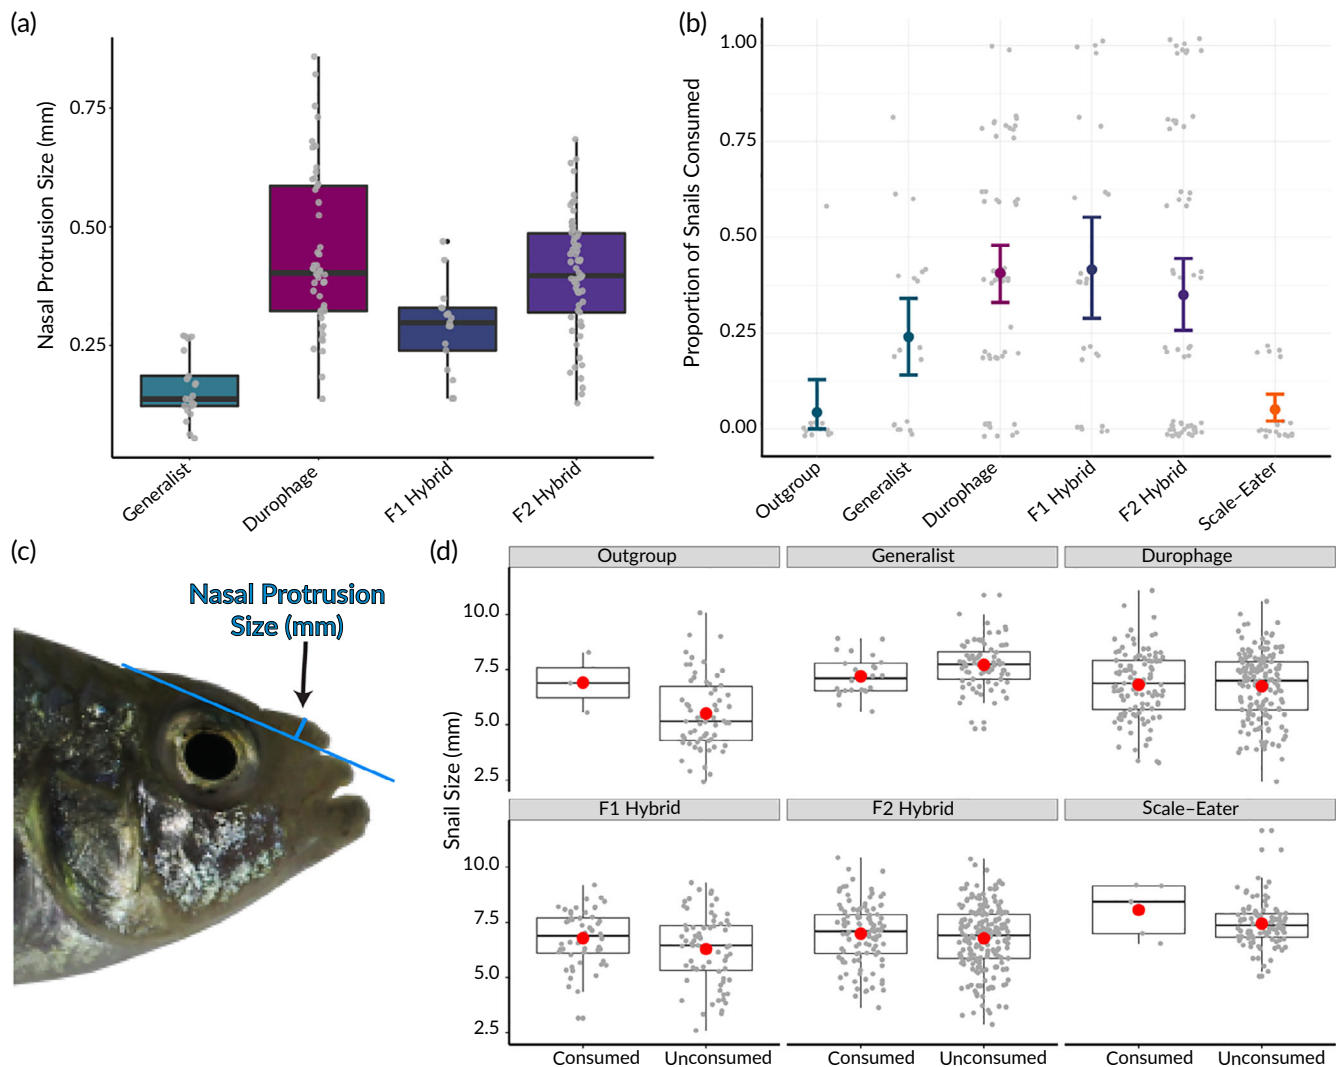 (a)
Nasal Protrusion Size (mm)
0.75
0.50
0.25
Generalist
Durophage
F1 Hybrid
F2 Hybrid
(b)
Proportion of Snails Consumed
1.00
0.75
0.50
0.25
0.00
Outgroup
Generalist
Durophage
F1 Hybrid
F2 Hybrid
Scale–Eater
(c)
Nasal Protrusion
Size (mm)
(d)
Snail Size (mm)
Outgroup
Generalist
Durophage
10.0
7.5
5.0
2.5
F1 Hybrid
F2 Hybrid
Scale–Eater
10.0
7.5
5.0
2.5
Consumed
Unconsumed
Consumed
Unconsumed
Consumed
Unconsumed